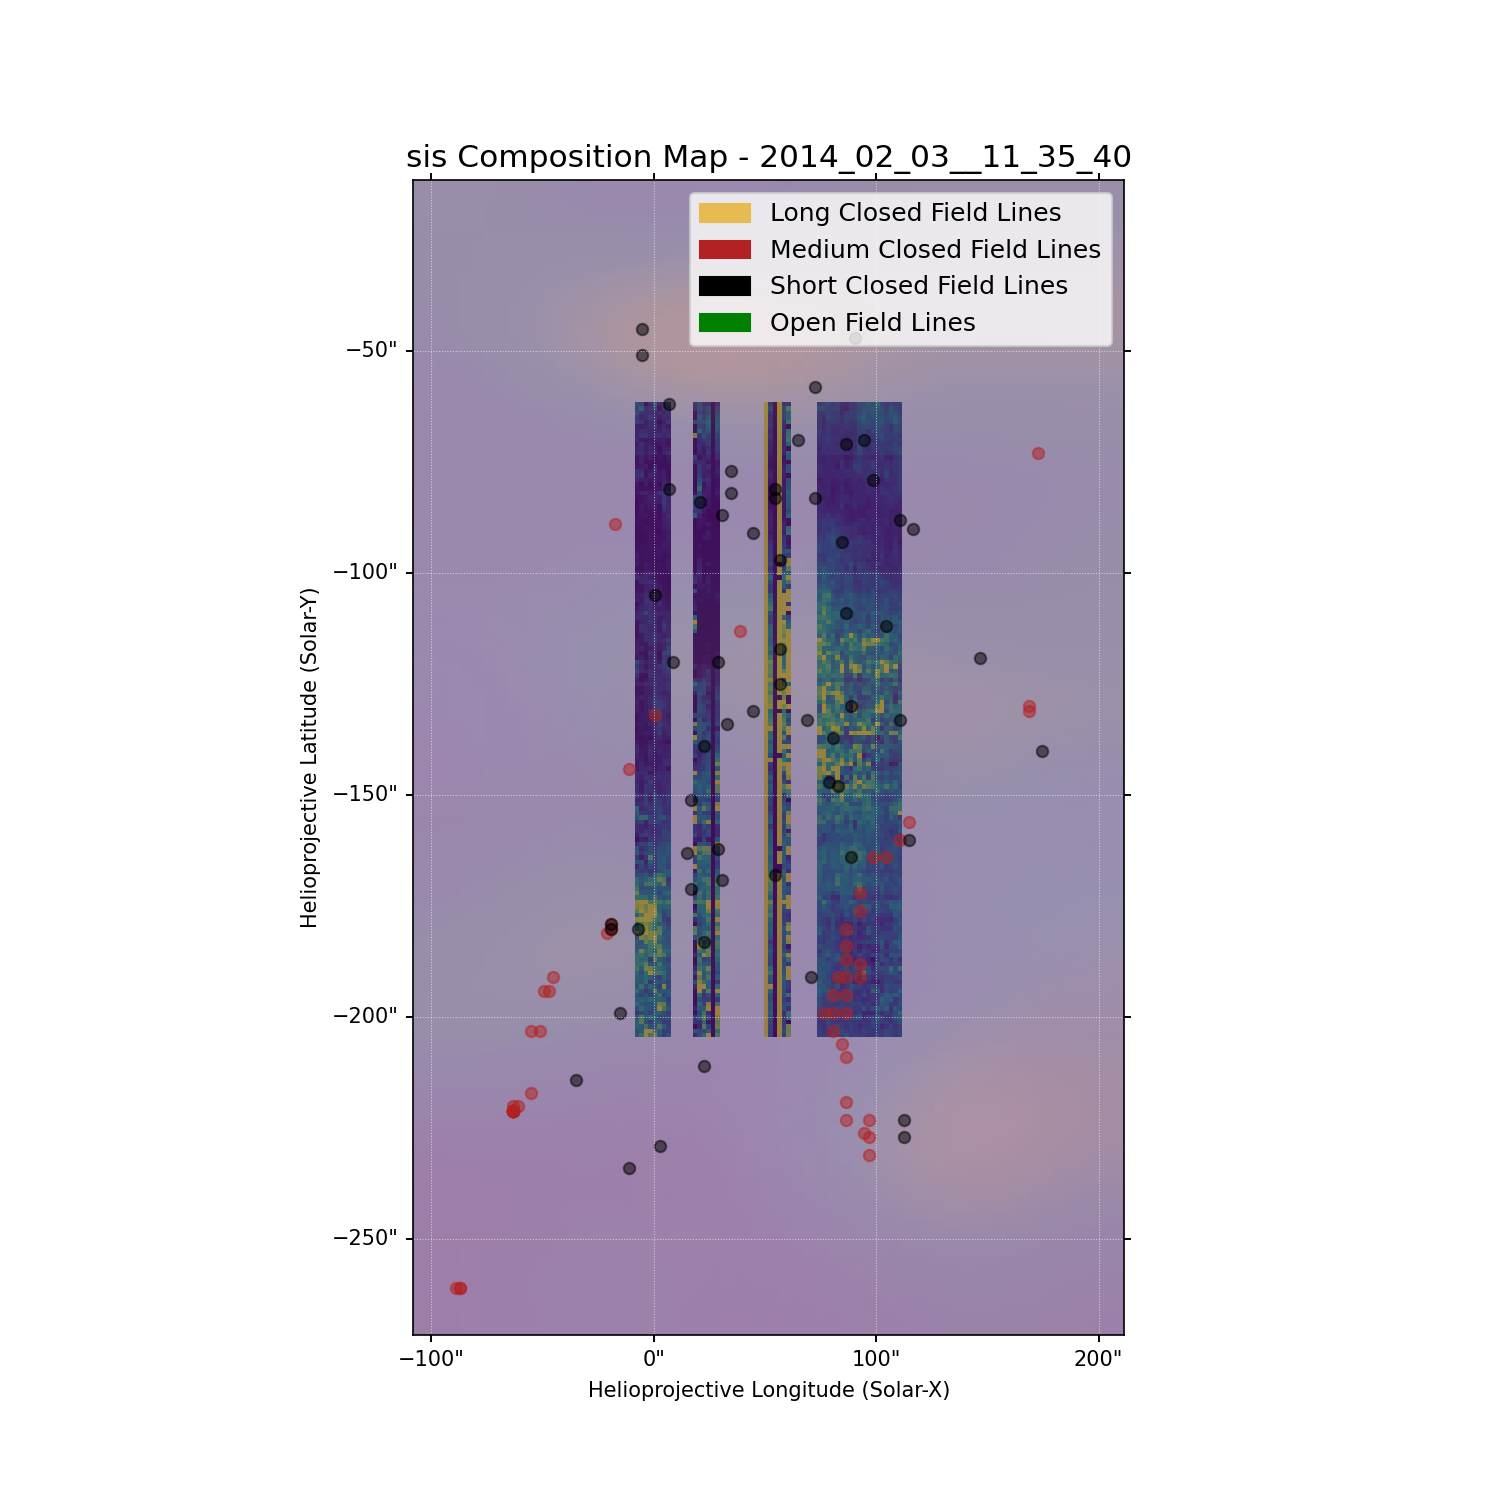 sis Composition Map - 2014_02_03__11_35_40
Long Closed Field Lines
Medium Closed Field Lines
Short Closed Field Lines
Open Field Lines
−50"
−100"
−150"
−200"
−250"
Helioprojective Latitude (Solar-Y)
−100" 0" 100" 200"
Helioprojective Longitude (Solar-X)